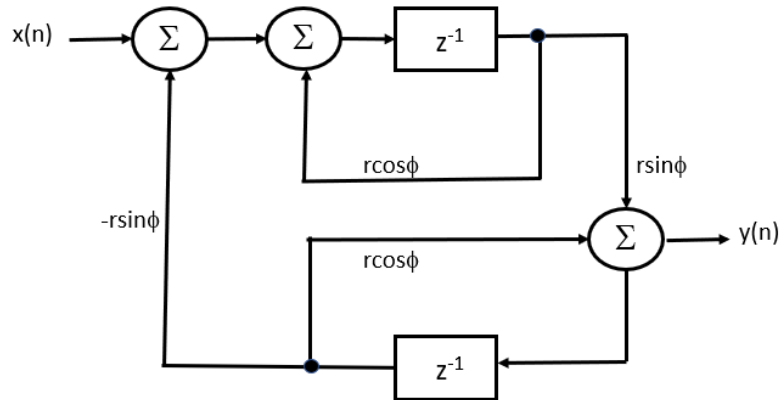 x(n) Σ Σ z⁻¹
rcosϕ rsinϕ
-rsinϕ
Σ y(n)
rcosϕ
z⁻¹